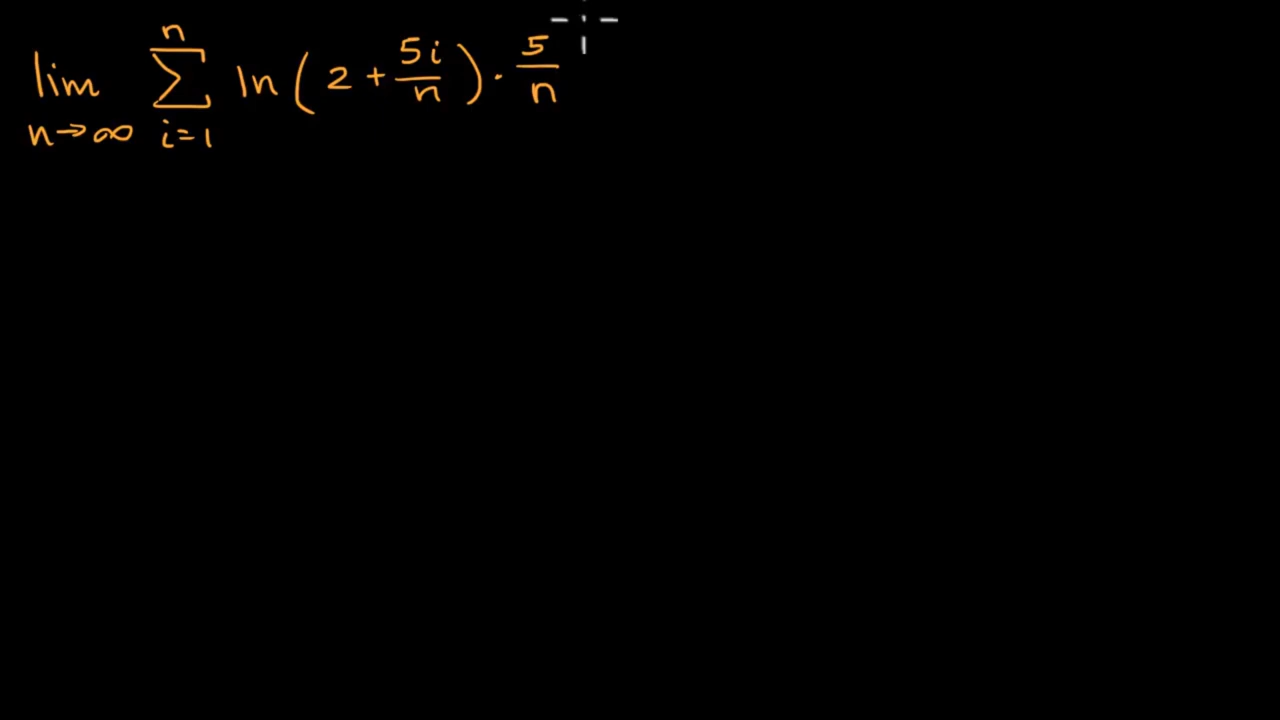 lim n→∞ n Σ i=1 ln(2 + 5i/n) · 5/n